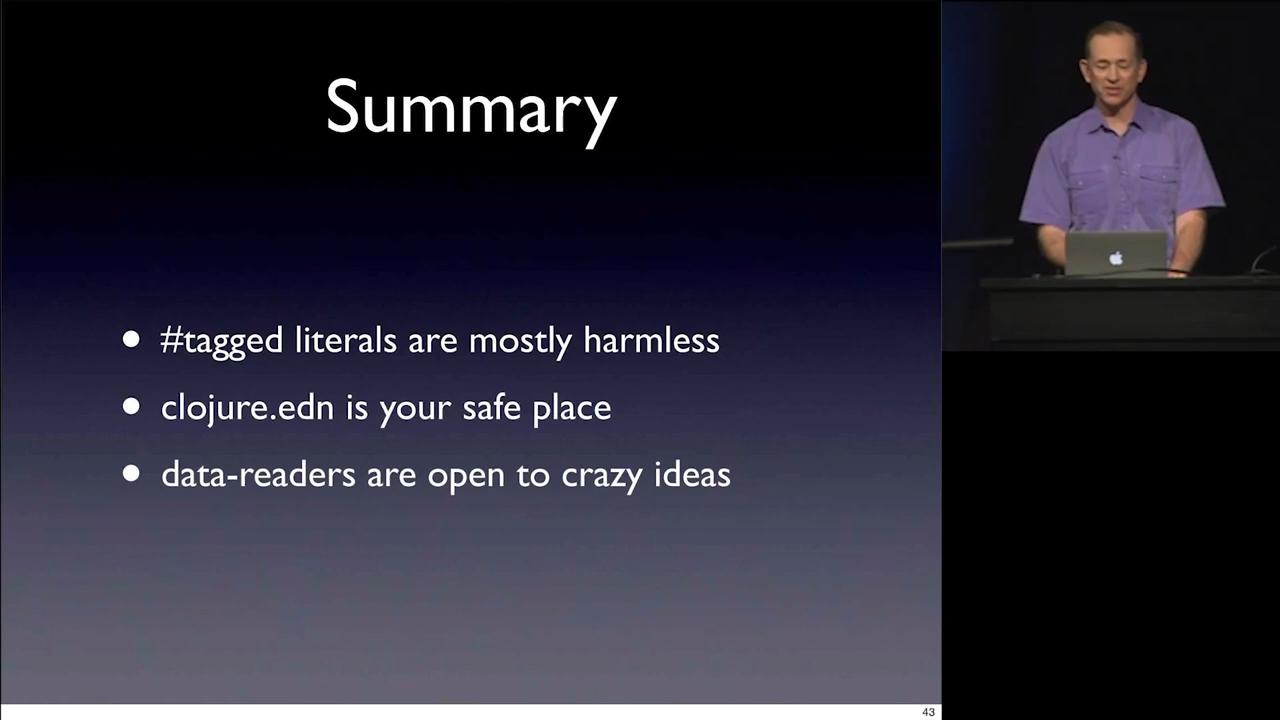 Summary
• #tagged literals are mostly harmless
• clojure.edn is your safe place
• data-readers are open to crazy ideas
43